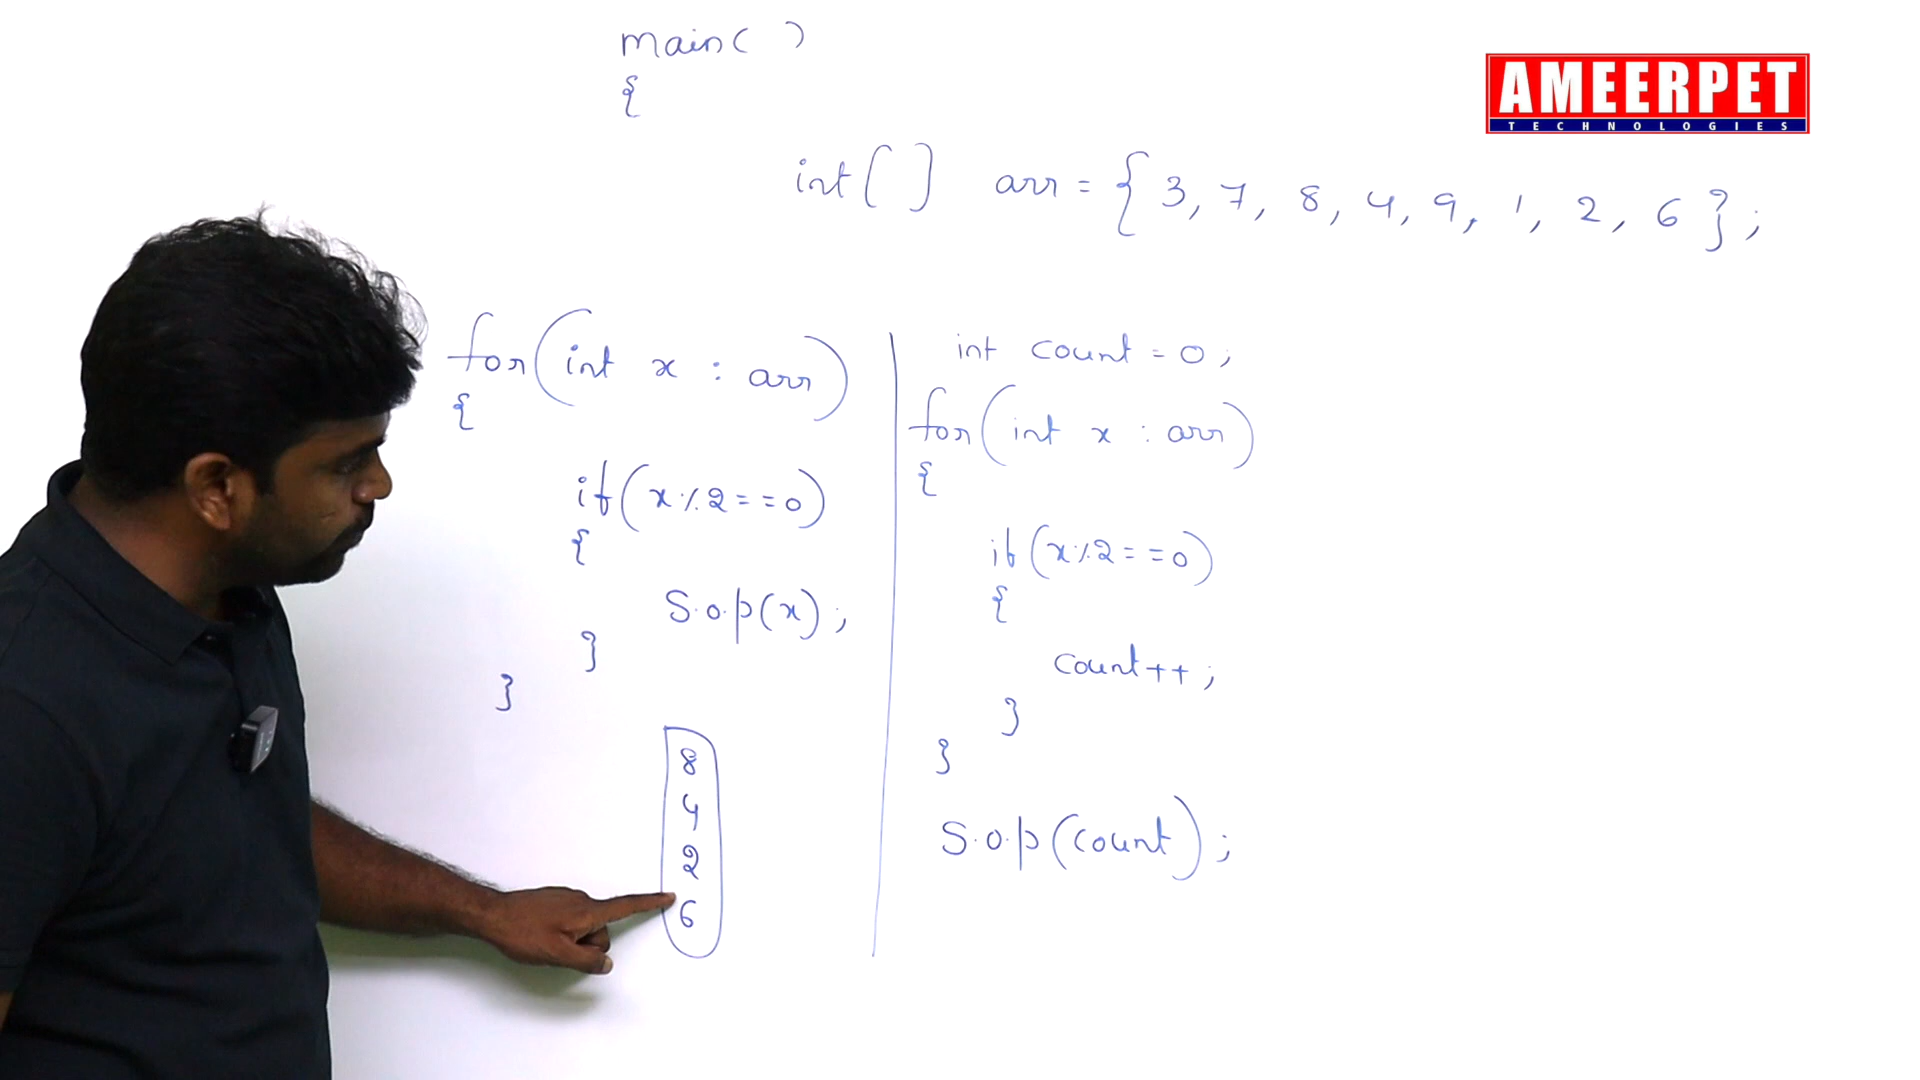 main( )
{
AMEERPET
TECHNOLOGIES
int[ ] arr = { 3, 7, 8, 4, 9, 1, 2, 6 };
for(int x : arr)
{
if(x%2==0)
{
S.o.p(x);
}
}
8
4
2
6
int count = 0;
for(int x : arr)
{
if(x%2==0)
{
count++;
}
}
S.o.p(count);